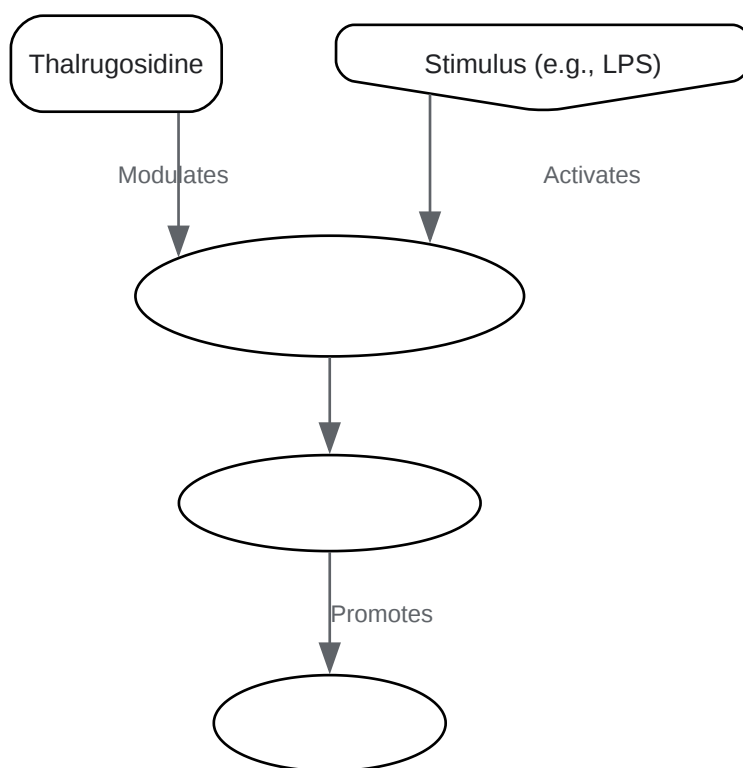 Thalrugosidine
Stimulus (e.g., LPS)
Modulates
Activates
Promotes